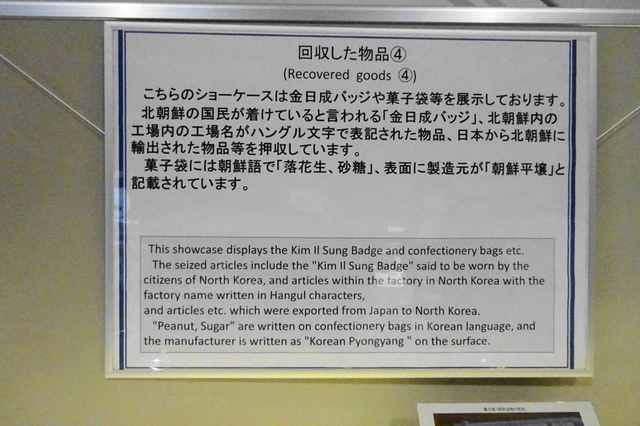 回収した物品④
(Recovered goods ④)
こちらのショーケースは金日成バッジや菓子袋等を展示しております。
北朝鮮の国民が着けていると言われる「金日成バッジ」、北朝鮮内の
工場内の工場名がハングル文字で表記された物品、日本から北朝鮮に
輸出された物品等を押収しています。
菓子袋には朝鮮語で「落花生、砂糖」、表面に製造元が「朝鮮平壌」と
記載されています。
This showcase displays the Kim Il Sung Badge and confectionery bags etc.
The seized articles include the "Kim Il Sung Badge" said to be worn by the
citizens of North Korea, and articles within the factory in North Korea with the
factory name written in Hangul characters,
and articles etc. which were exported from Japan to North Korea.
"Peanut, Sugar" are written on confectionery bags in Korean language, and
the manufacturer is written as "Korean Pyongyang " on the surface.